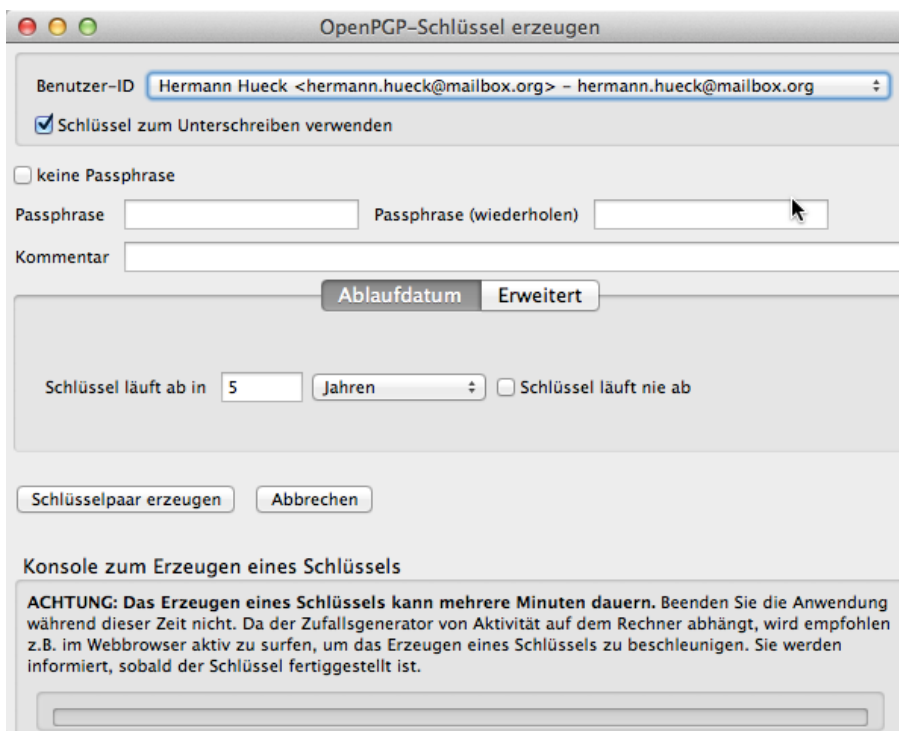 OpenPGP-Schlüssel erzeugen
Benutzer-ID Hermann Hueck <hermann.hueck@mailbox.org> – hermann.hueck@mailbox.org
Schlüssel zum Unterschreiben verwenden
keine Passphrase
Passphrase Passphrase (wiederholen)
Kommentar
Ablaufdatum Erweitert
Schlüssel läuft ab in 5 Jahren Schlüssel läuft nie ab
Schlüsselpaar erzeugen Abbrechen
Konsole zum Erzeugen eines Schlüssels
ACHTUNG: Das Erzeugen eines Schlüssels kann mehrere Minuten dauern. Beenden Sie die Anwendung
während dieser Zeit nicht. Da der Zufallsgenerator von Aktivität auf dem Rechner abhängt, wird empfohlen
z.B. im Webbrowser aktiv zu surfen, um das Erzeugen eines Schlüssels zu beschleunigen. Sie werden
informiert, sobald der Schlüssel fertiggestellt ist.